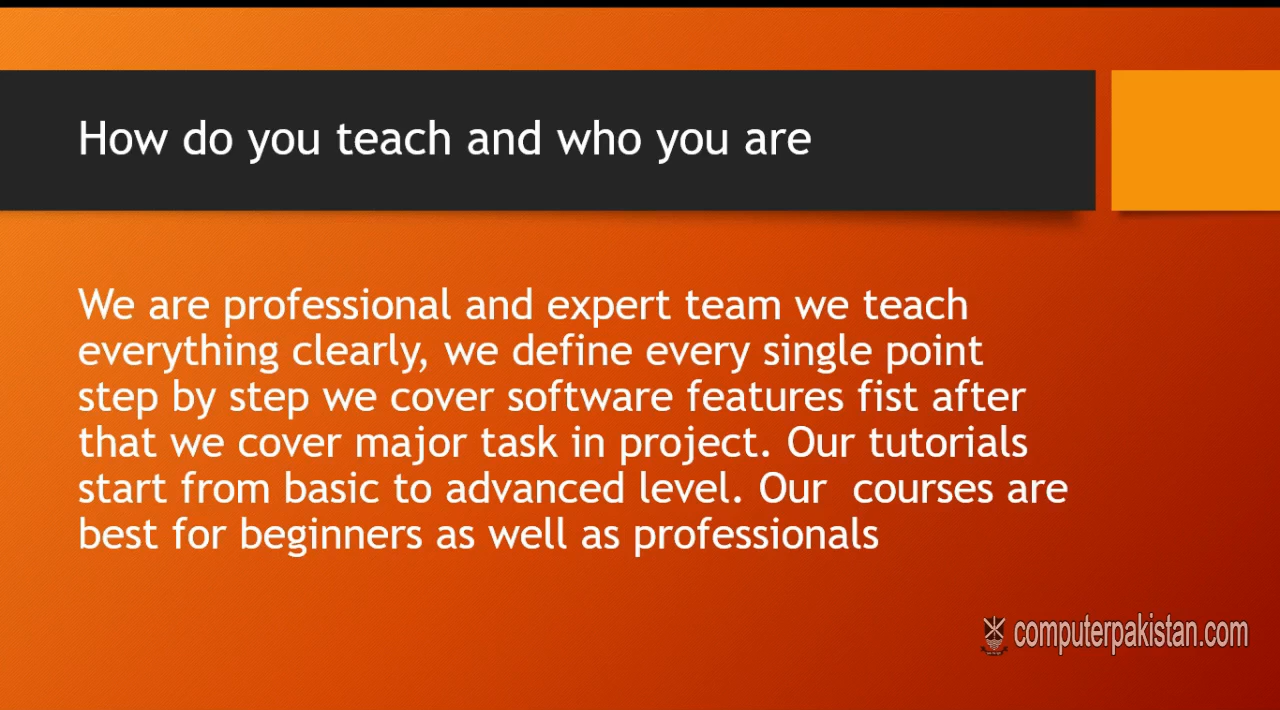 How do you teach and who you are
We are professional and expert team we teach
everything clearly, we define every single point
step by step we cover software features fist after
that we cover major task in project. Our tutorials
start from basic to advanced level. Our  courses are
best for beginners as well as professionals
computerpakistan.com